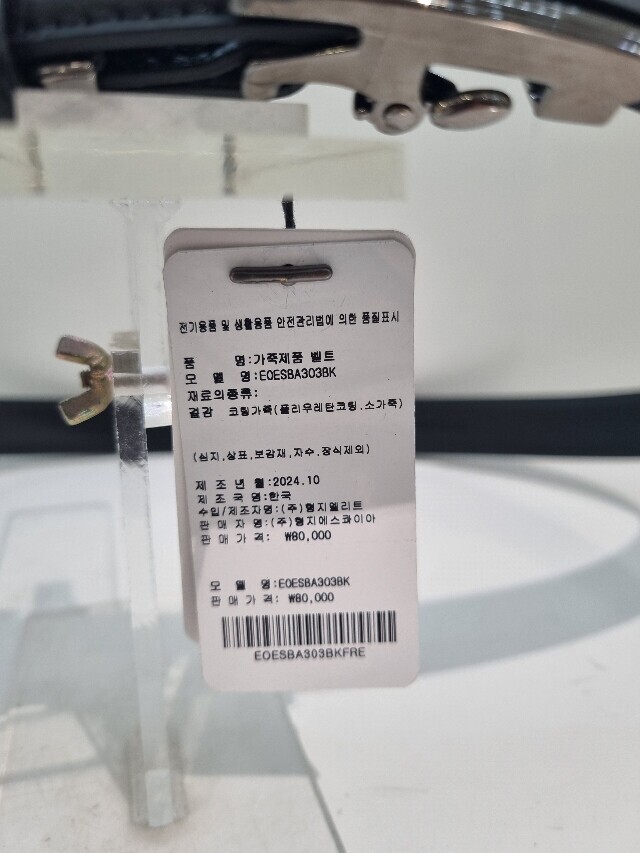 전기용품 및 생활용품 안전관리법에 의한 품질표시
품 명:가죽제품 벨트
모 델 명:E0ESBA303BK
재료의종류:
겉감 코팅가죽(폴리우레탄코팅,소가죽)
(심지,상표,보강재,자수,장식제외)
제 조 년 월:2024.10
제 조 국 명:한국
수입/제조자명:(주)형지엘리트
판 매 자 명:(주)형지에스콰이아
판 매 가 격: ₩80,000
모 델 명:E0ESBA303BK
판 매 가 격: ₩80,000
E0ESBA303BKFRE